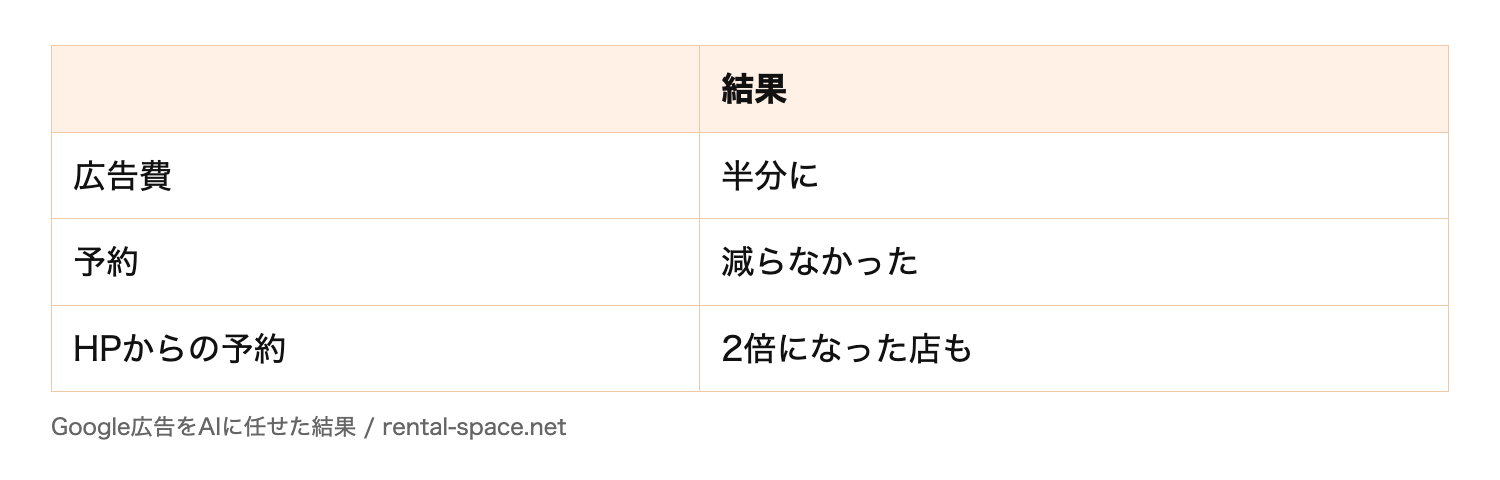 結果
広告費 半分に
予約 減らなかった
HPからの予約 2倍になった店も
Google広告をAIに任せた結果 / rental-space.net